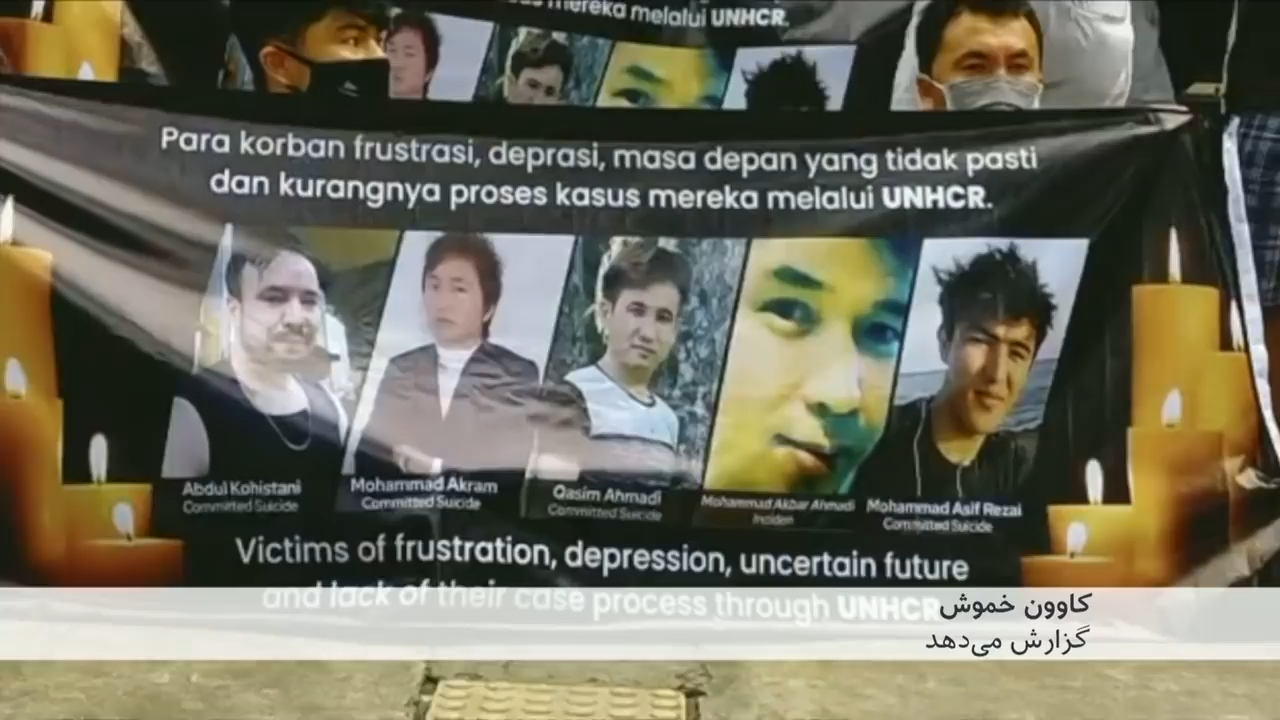 mereka melalui UNHCR.
Para korban frustrasi, deprasi, masa depan yang tidak pasti
dan kurangnya proses kasus mereka melalui UNHCR.
Abdul Kohistani
Committed Suicide
Mohammad Akram
Committed Suicide
Qasim Ahmadi
Committed Suicide
Mohammad Akbar Ahmadi
Mohammad Asif Rezai
Committed Suicide
Victims of frustration, depression, uncertain future
and lack of their case process through UNHCR
کاوون خموش
گزارش می‌دهد